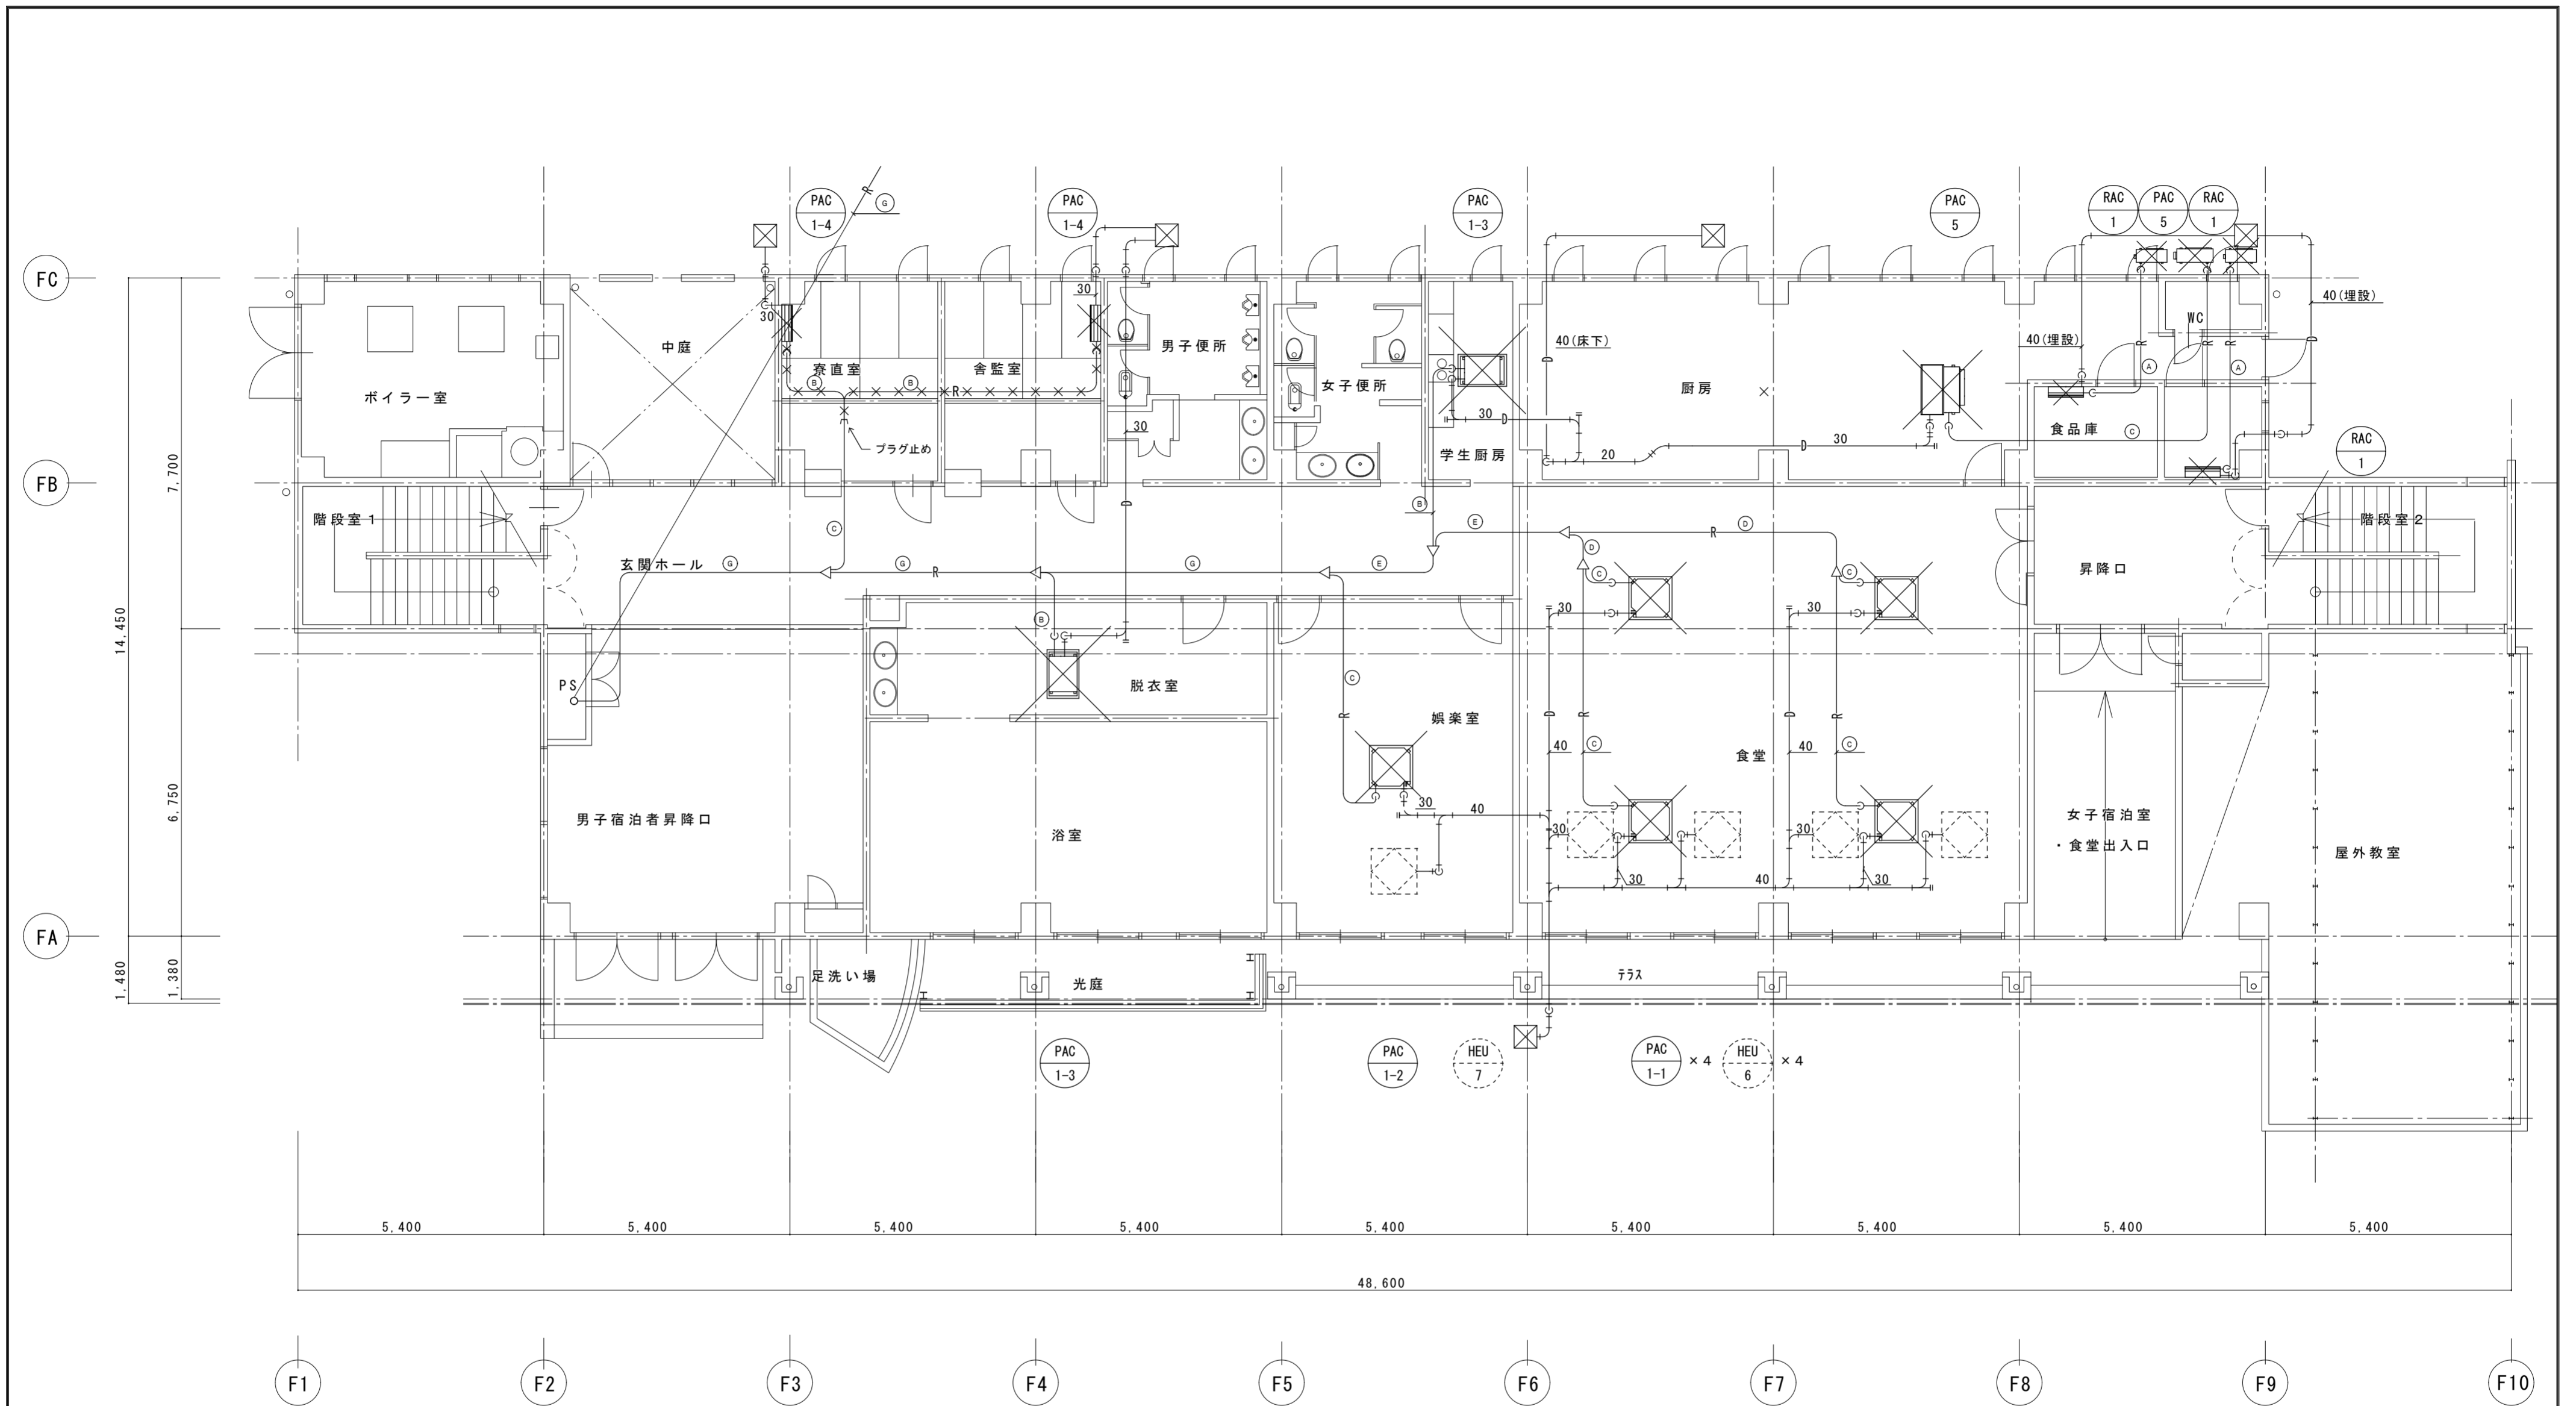 R
G
PAC
1-4
PAC
1-4
PAC
1-3
PAC
5
RAC
1
PAC
5
RAC
1
FC
30
30
40(床下)
D
40(埋設)
40(埋設)
WC
R
R
R
D
A
A
中庭
寮直室
舎監室
男子便所
女子便所
厨房
ボイラー室
B
B
R
プラグ止め
30
30
D
20
D
30
学生厨房
食品庫
C
RAC
1
7,700
FB
階段室1
階段室2
C
D
B
E
R
D
玄関ホール
G
G
R
G
E
D
C
C
昇降口
14,450
B
30
30
PS
脱衣室
C
R
娯楽室
D
R
D
R
40
C
40
C
食堂
6,750
男子宿泊者昇降口
浴室
30
40
30
30
30
40
30
女子宿泊室
・食堂出入口
屋外教室
FA
1,480
1,380
足洗い場
光庭
テラス
PAC
1-3
PAC
1-2
HEU
7
PAC
1-1
×4
HEU
6
×4
5,400
5,400
5,400
5,400
5,400
5,400
5,400
5,400
5,400
48,600
F1
F2
F3
F4
F5
F6
F7
F8
F9
F10